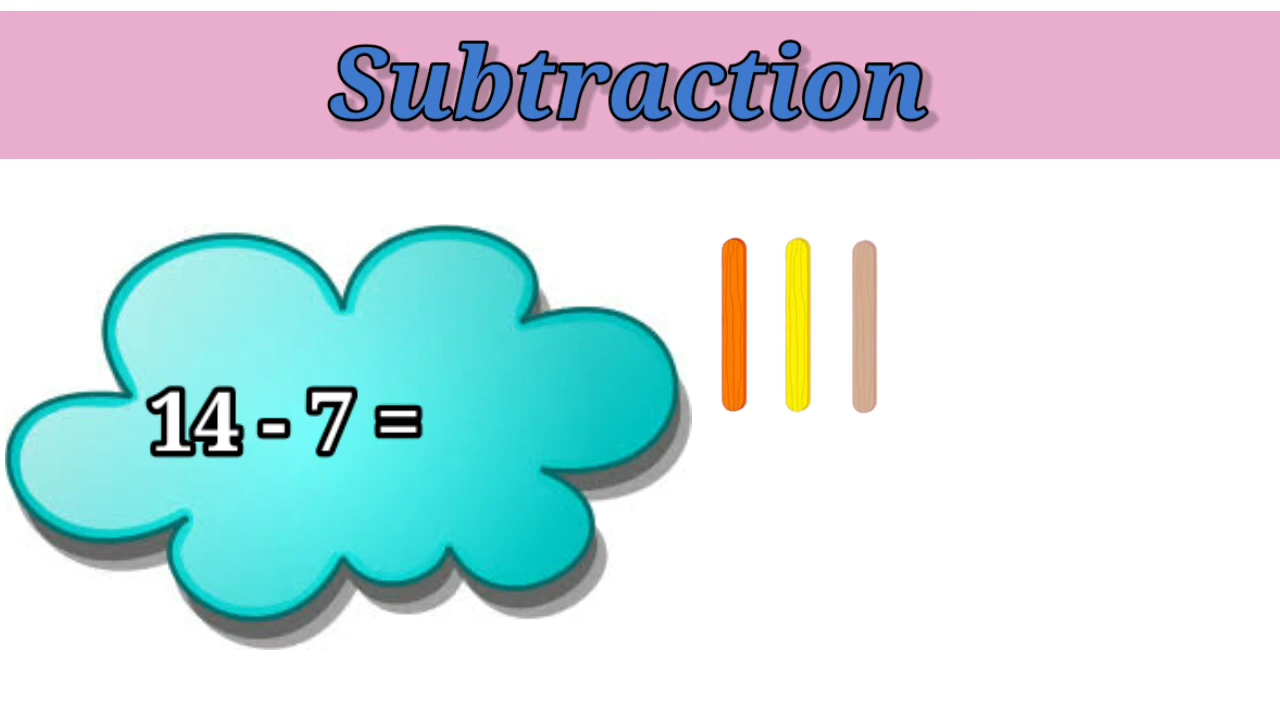 Subtraction
14 - 7 =